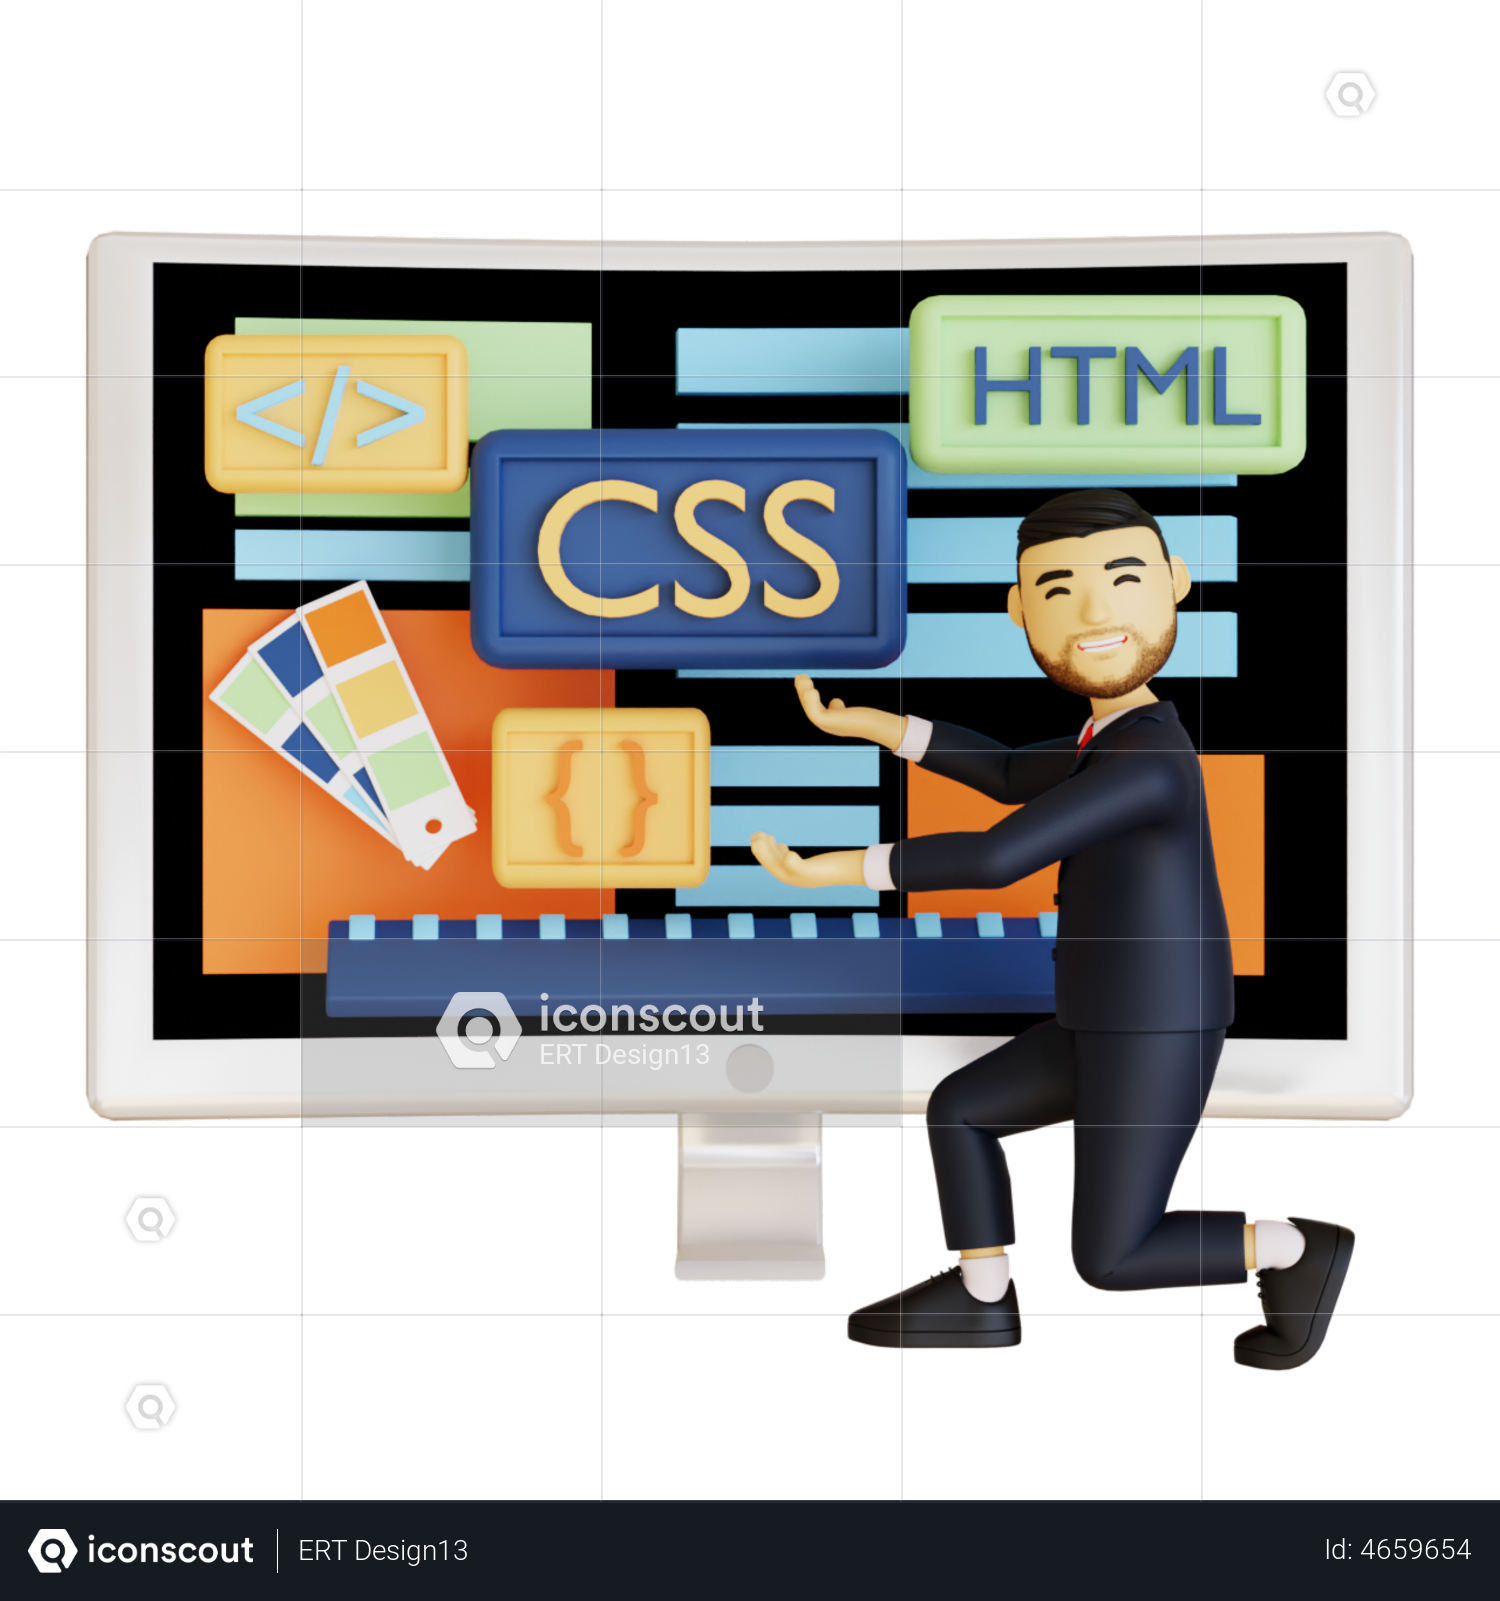 </>
HTML
CSS
{ }
iconscout
ERT Design13
iconscout
ERT Design13
Id: 4659654